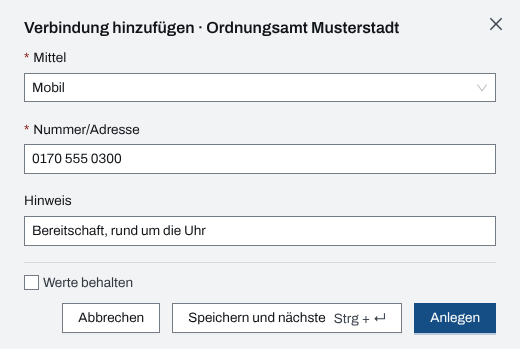 Verbindung hinzufügen · Ordnungsamt Musterstadt
* Mittel
Mobil
* Nummer/Adresse
0170 555 0300
Hinweis
Bereitschaft, rund um die Uhr
Werte behalten
Abbrechen Speichern und nächste Strg + ↵ Anlegen